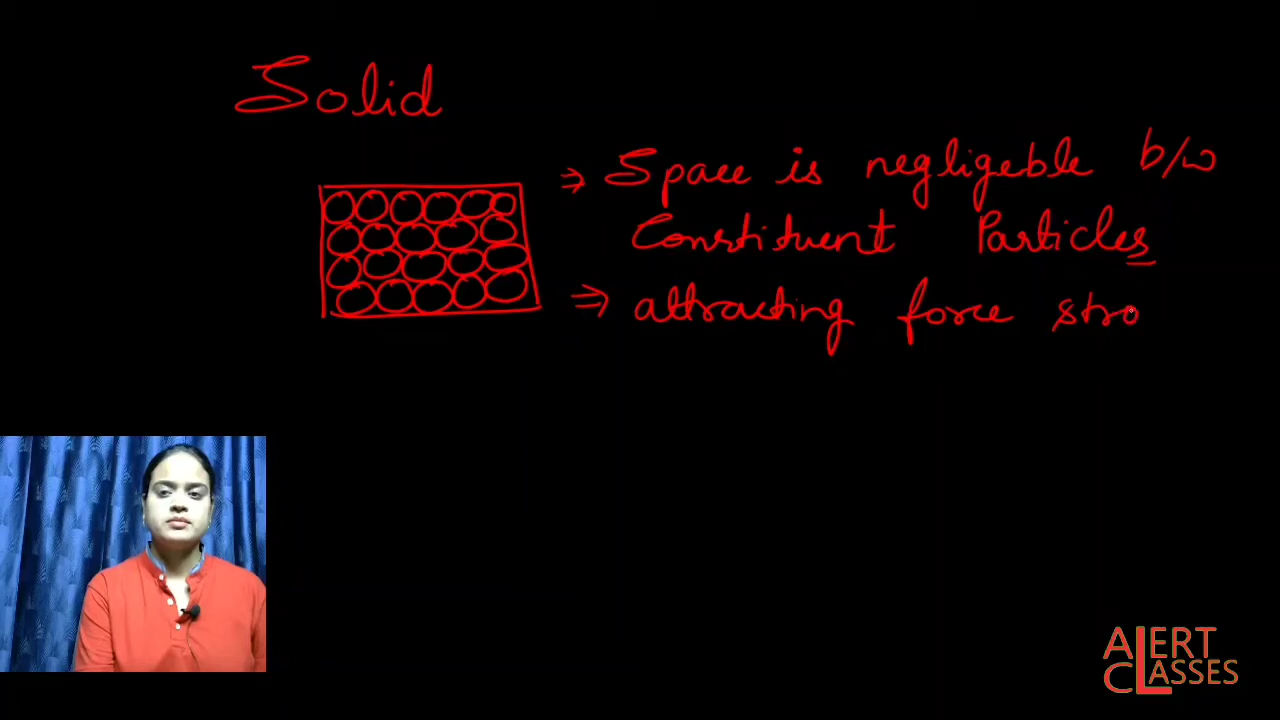 Solid
⇒ Space is negligeble b/w
Constituent Particles
⇒ attracting force stro
ALERT
CLASSES